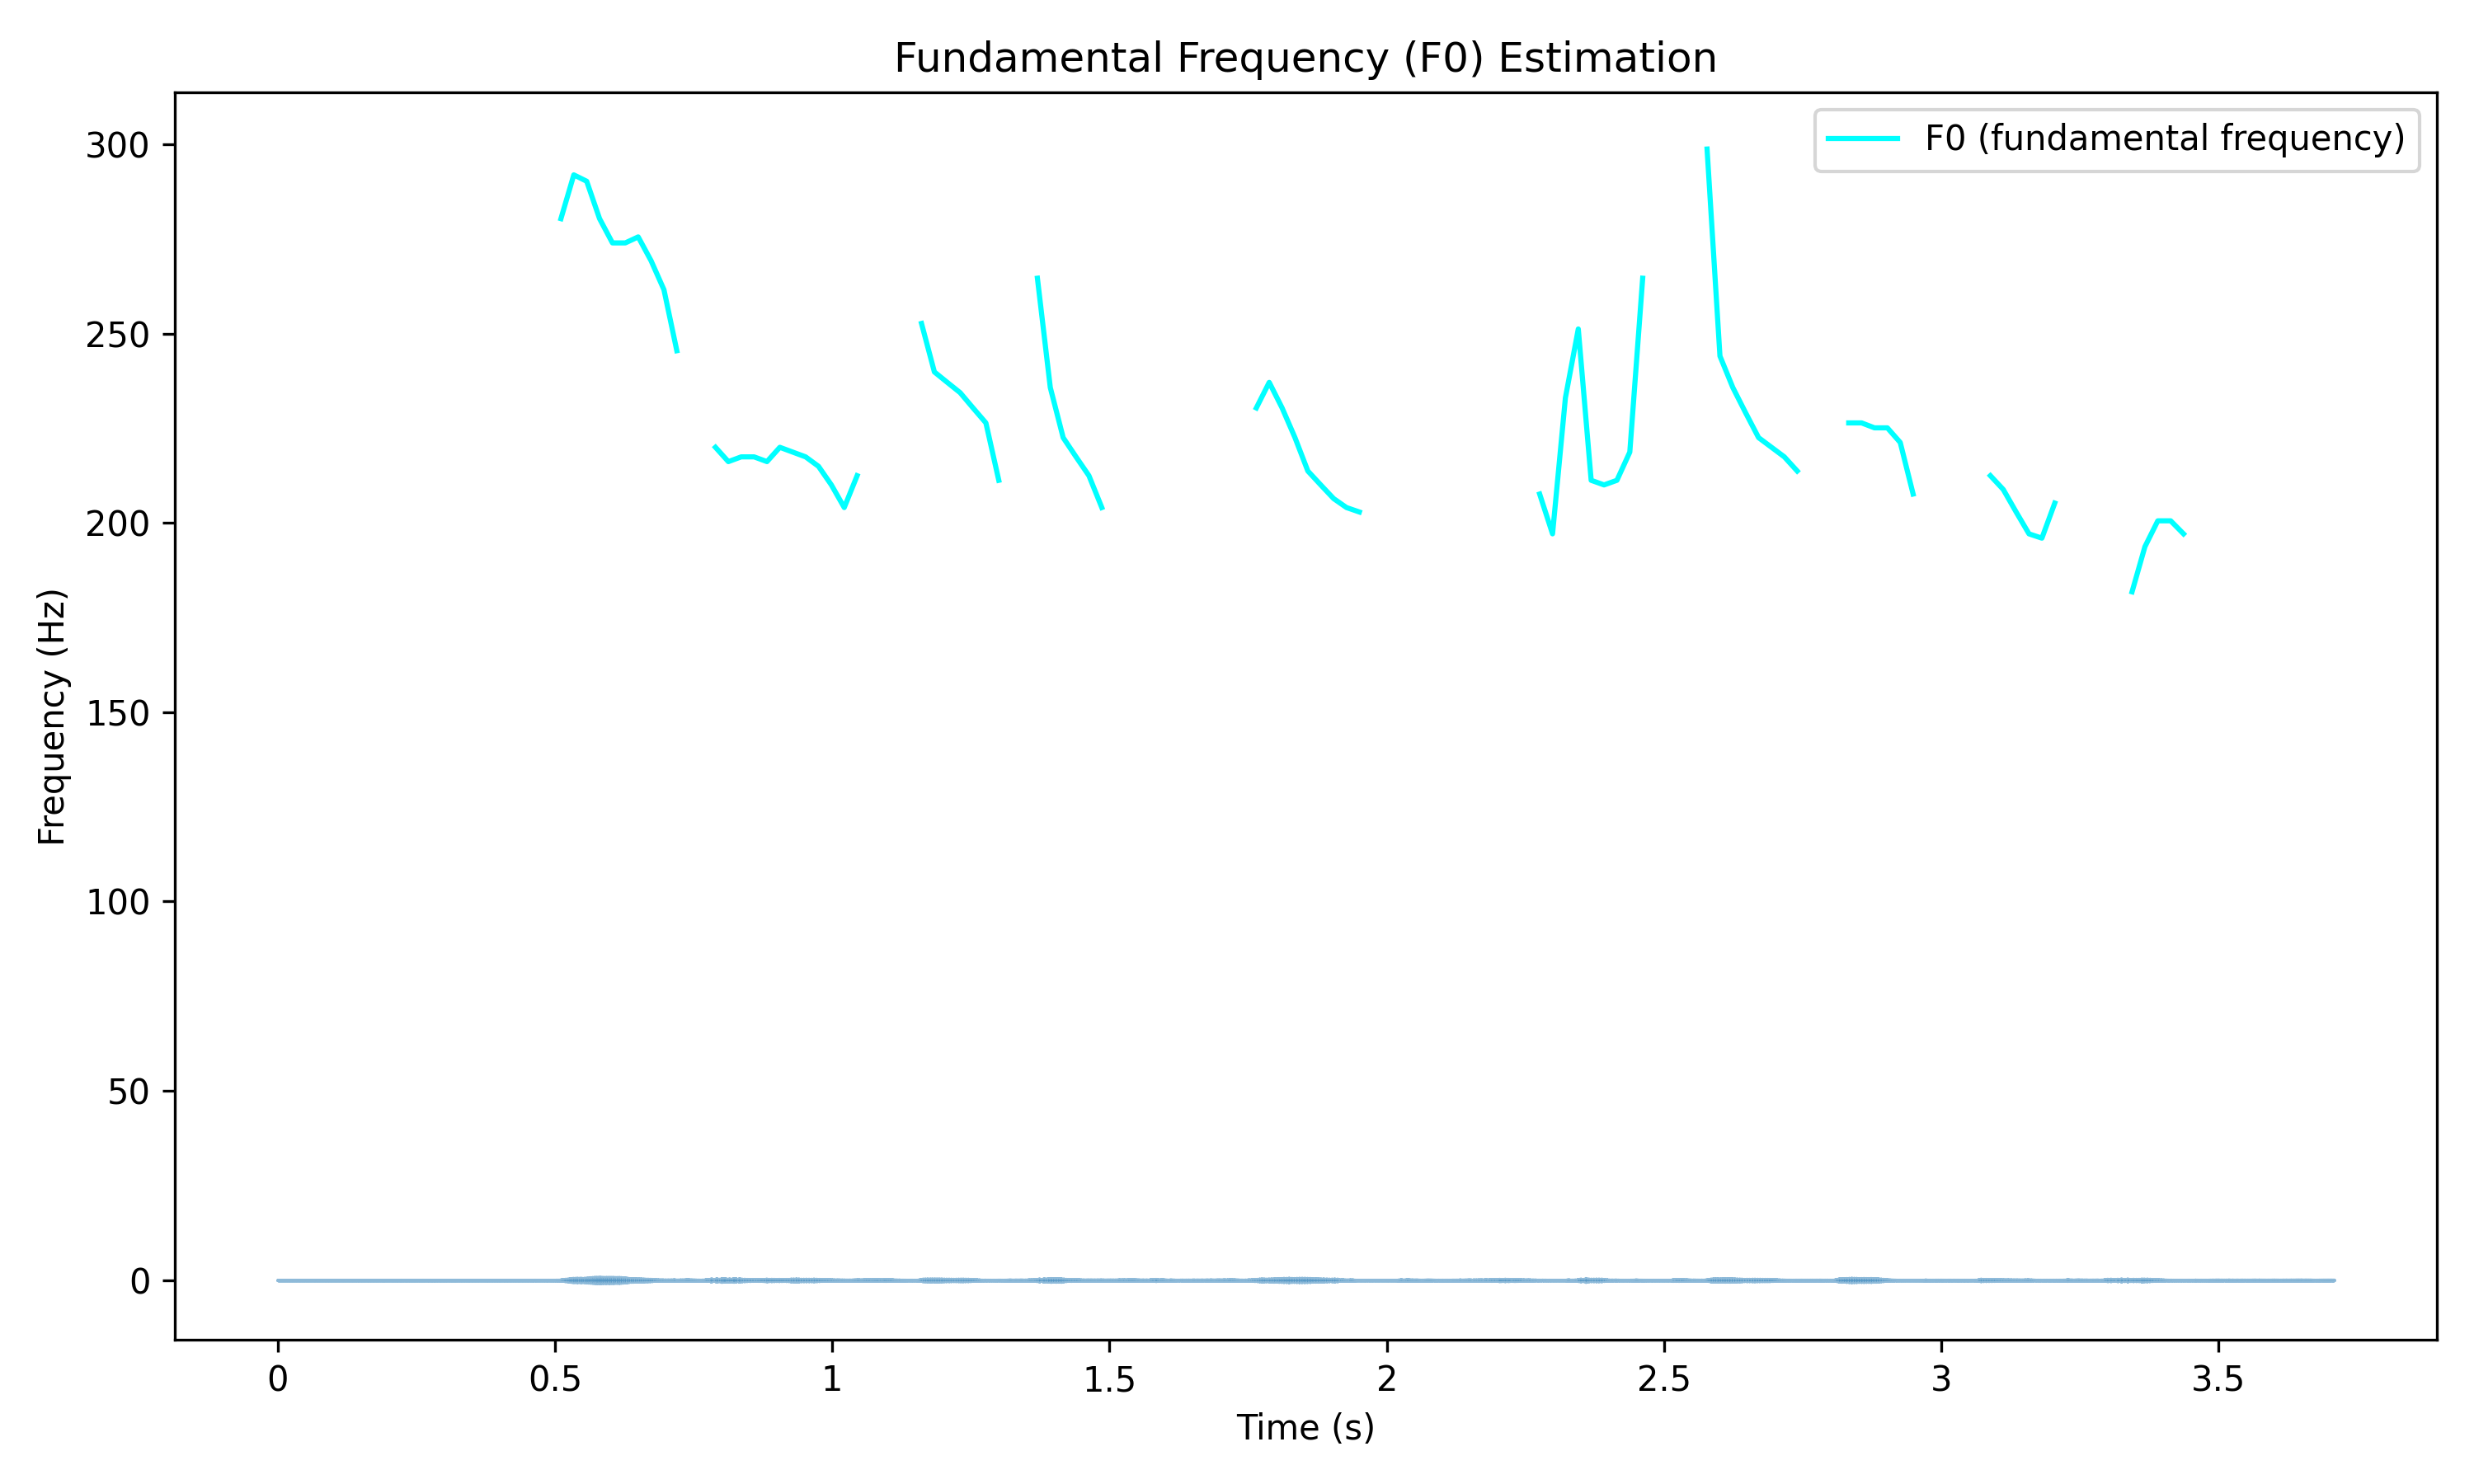 Fundamental Frequency (F0) Estimation
F0 (fundamental frequency)
Frequency (Hz)
300
250
200
150
100
50
0
0 0.5 1 1.5 2 2.5 3 3.5
Time (s)